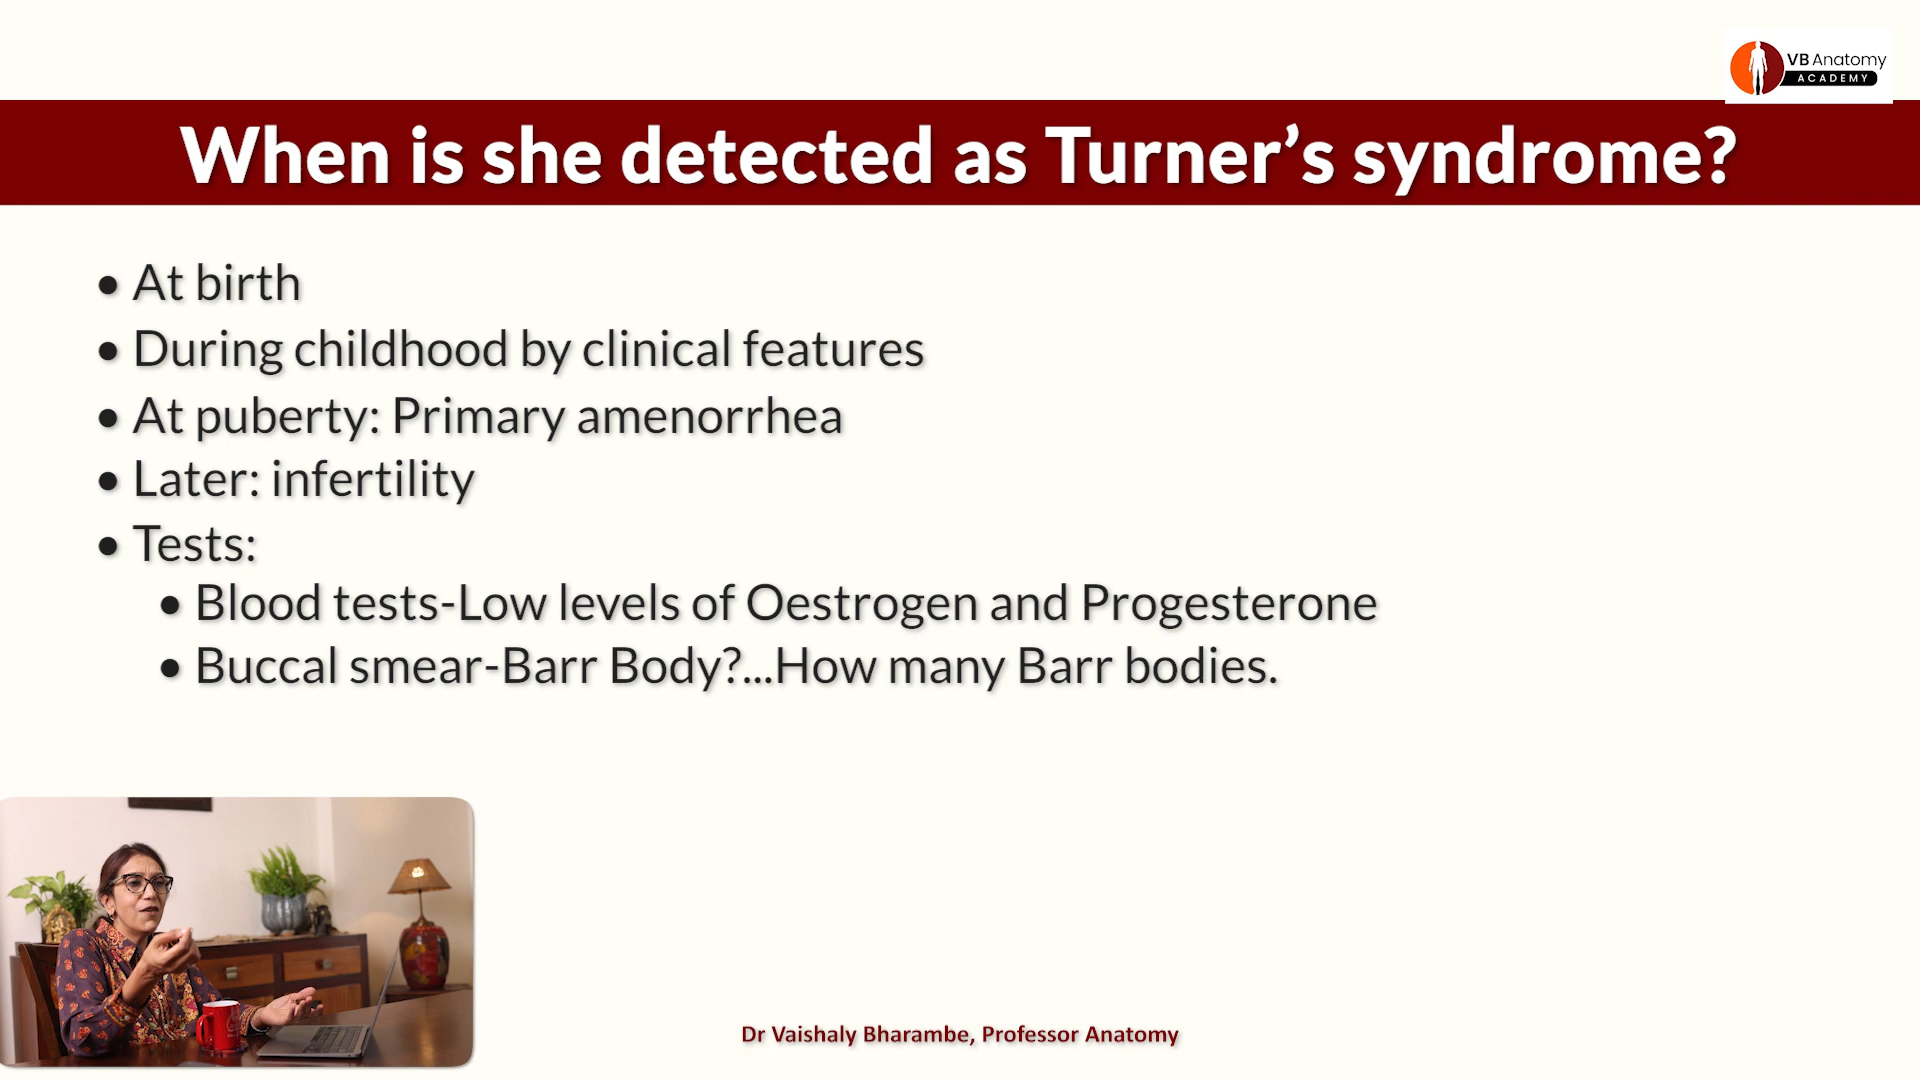 VB Anatomy
ACADEMY
When is she detected as Turner’s syndrome?
• At birth
• During childhood by clinical features
• At puberty: Primary amenorrhea
• Later: infertility
• Tests:
• Blood tests-Low levels of Oestrogen and Progesterone
• Buccal smear-Barr Body?...How many Barr bodies.
Dr Vaishaly Bharambe, Professor Anatomy